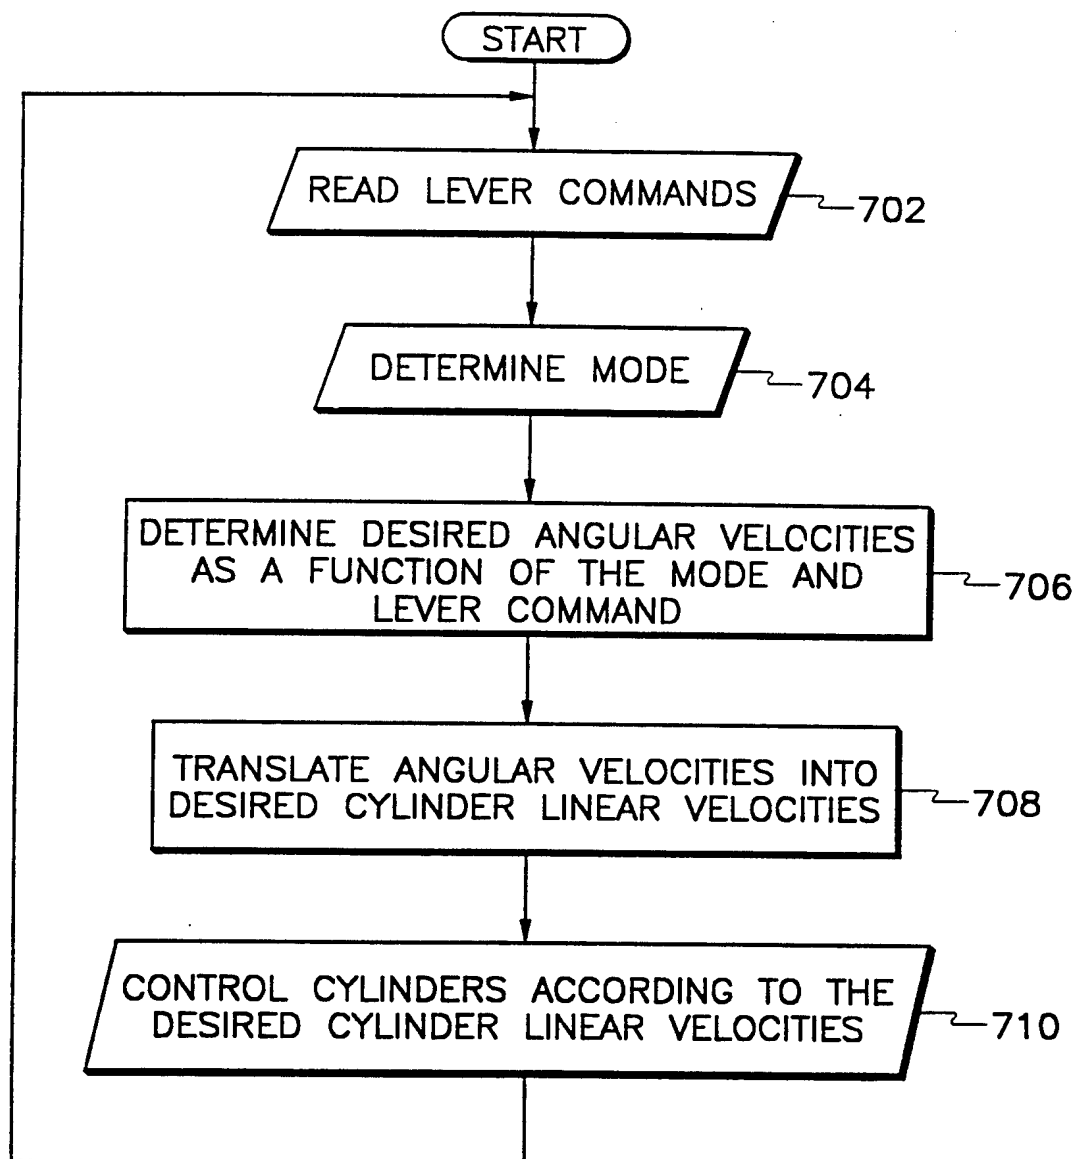 START
READ LEVER COMMANDS
702
DETERMINE MODE
704
DETERMINE DESIRED ANGULAR VELOCITIES
AS A FUNCTION OF THE MODE AND
LEVER COMMAND
706
TRANSLATE ANGULAR VELOCITIES INTO
DESIRED CYLINDER LINEAR VELOCITIES
708
CONTROL CYLINDERS ACCORDING TO THE
DESIRED CYLINDER LINEAR VELOCITIES
710